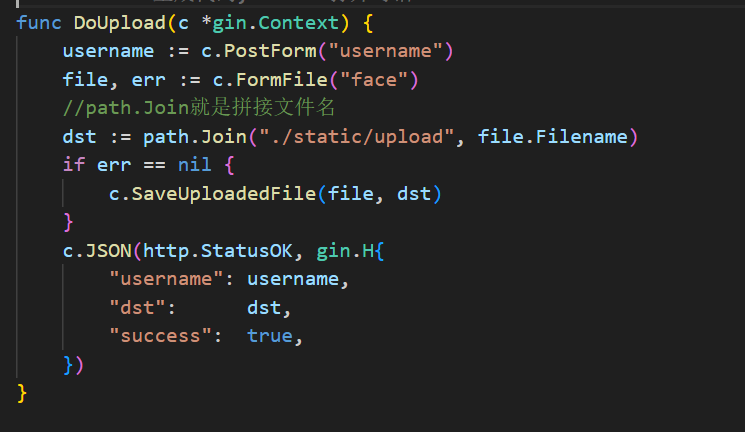 func DoUpload(c *gin.Context) {
    username := c.PostForm("username")
    file, err := c.FormFile("face")
    //path.Join就是拼接文件名
    dst := path.Join("./static/upload", file.Filename)
    if err == nil {
        c.SaveUploadedFile(file, dst)
    }
    c.JSON(http.StatusOK, gin.H{
        "username": username,
        "dst":      dst,
        "success":  true,
    })
}